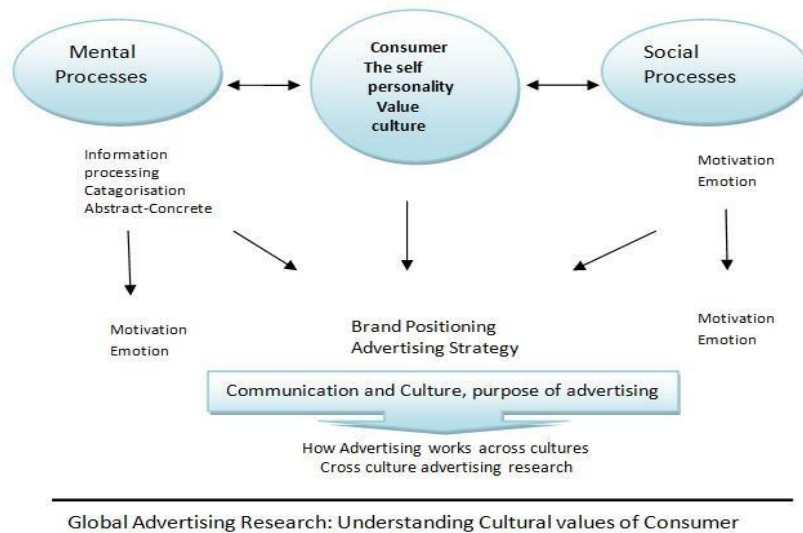 Mental
Processes
Consumer
The self
personality
Value
culture
Social
Processes
Information
processing
Catagorisation
Abstract-Concrete
Motivation
Emotion
Motivation
Emotion
Brand Positioning
Advertising Strategy
Motivation
Emotion
Communication and Culture, purpose of advertising
How Advertising works across cultures
Cross culture advertising research
Global Advertising Research: Understanding Cultural values of Consumer